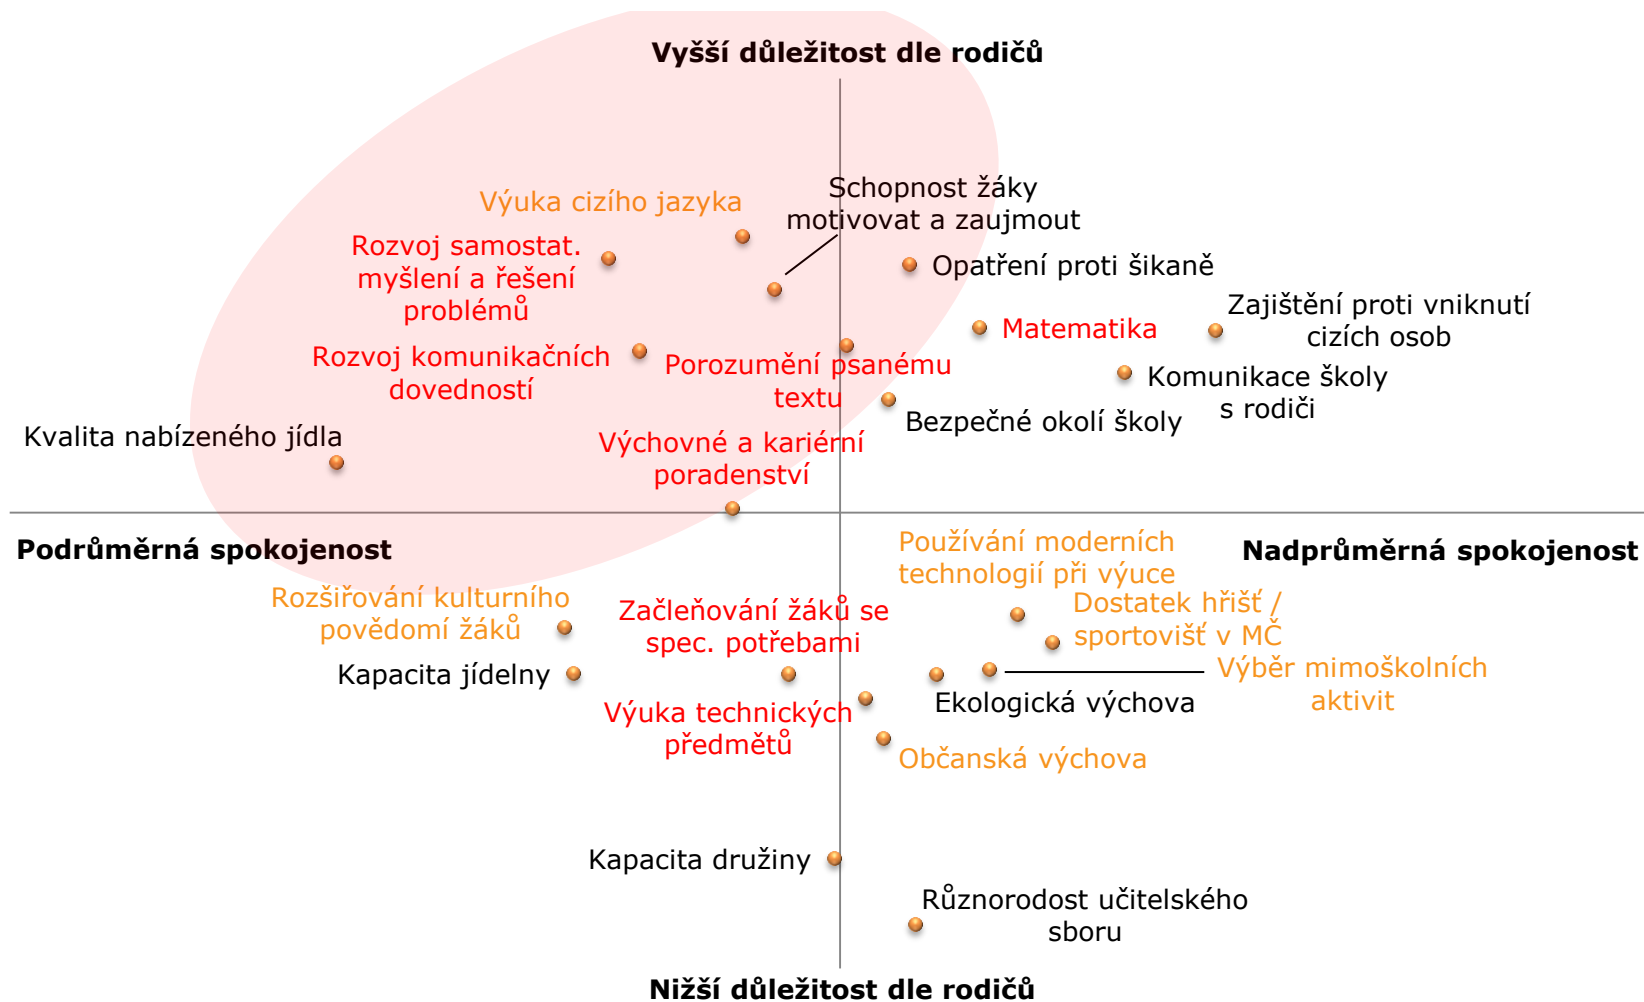 Vyšší důležitost dle rodičů
Výuka cizího jazyka
Schopnost žáky
motivovat a zaujmout
Rozvoj samostat.
myšlení a řešení
problémů
Opatření proti šikaně
Zajištění proti vniknutí
cizích osob
Matematika
Rozvoj komunikačních
dovedností
Porozumění psanému
textu
Komunikace školy
s rodiči
Bezpečné okolí školy
Kvalita nabízeného jídla
Výchovné a kariérní
poradenství
Podrůměrná spokojenost
Nadprůměrná spokojenost
Používání moderních
technologií při výuce
Rozšiřování kulturního
povědomí žáků
Začleňování žáků se
spec. potřebami
Dostatek hřišť /
sportovišť v MČ
Kapacita jídelny
Výběr mimoškolních
aktivit
Ekologická výchova
Výuka technických
předmětů
Občanská výchova
Kapacita družiny
Různorodost učitelského
sboru
Nižší důležitost dle rodičů